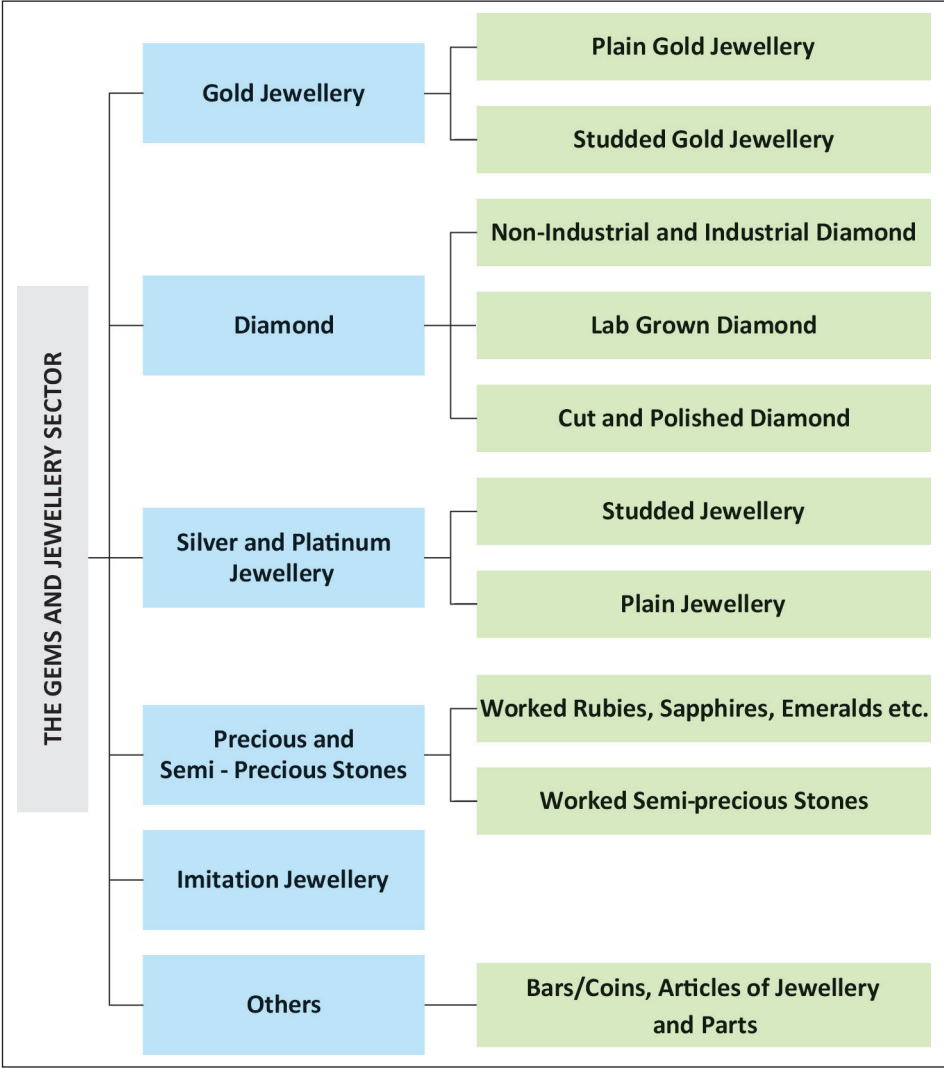 THE GEMS AND JEWELLERY SECTOR
Gold Jewellery
Plain Gold Jewellery
Studded Gold Jewellery
Diamond
Non-Industrial and Industrial Diamond
Lab Grown Diamond
Cut and Polished Diamond
Silver and Platinum
Jewellery
Studded Jewellery
Plain Jewellery
Precious and
Semi - Precious Stones
Worked Rubies, Sapphires, Emeralds etc.
Worked Semi-precious Stones
Imitation Jewellery
Others
Bars/Coins, Articles of Jewellery
and Parts